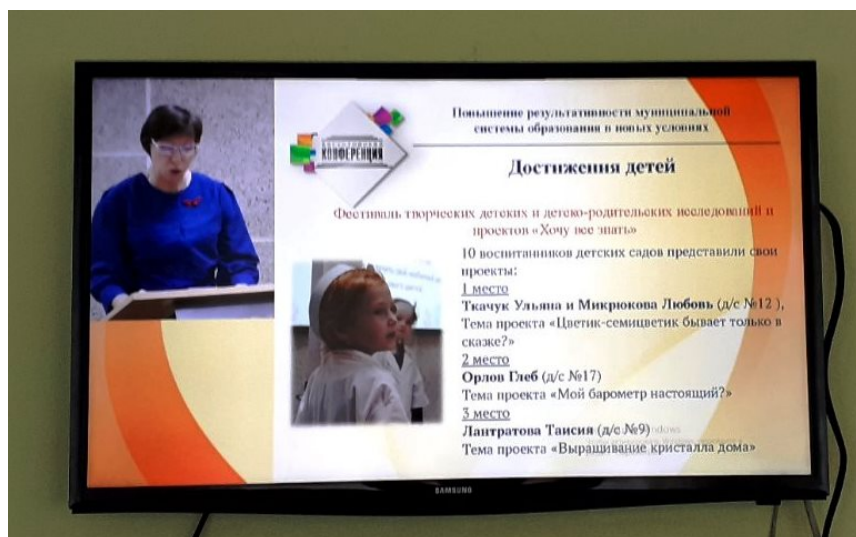 Повышение результативности муниципальной
системы образования в новых условиях
КОНФЕРЕНЦИЯ
Достижения детей
Фестиваль творческих детских и детско-родительских исследований и
проектов «Хочу все знать»
10 воспитанников детских садов представили свои
проекты:
1 место
Ткачук Ульяна и Микрюкова Любовь (д/с №12 ),
Тема проекта «Цветик-семицветик бывает только в
сказке?»
2 место
Орлов Глеб (д/с №17)
Тема проекта «Мой барометр настоящий?»
3 место
Лантратова Таисия (д/с №9)
Тема проекта «Выращивание кристалла дома»
SAMSUNG